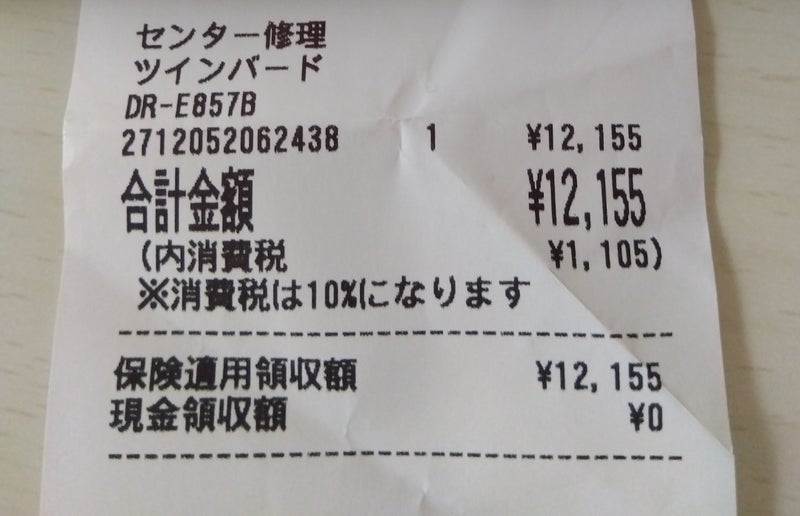 センター修理
ツインバード
DR-E857B
2712052062438 1 ¥12,155
合計金額 ¥12,155
(内消費税 ¥1,105)
※消費税は10%になります
保険適用領収額 ¥12,155
現金領収額 ¥0